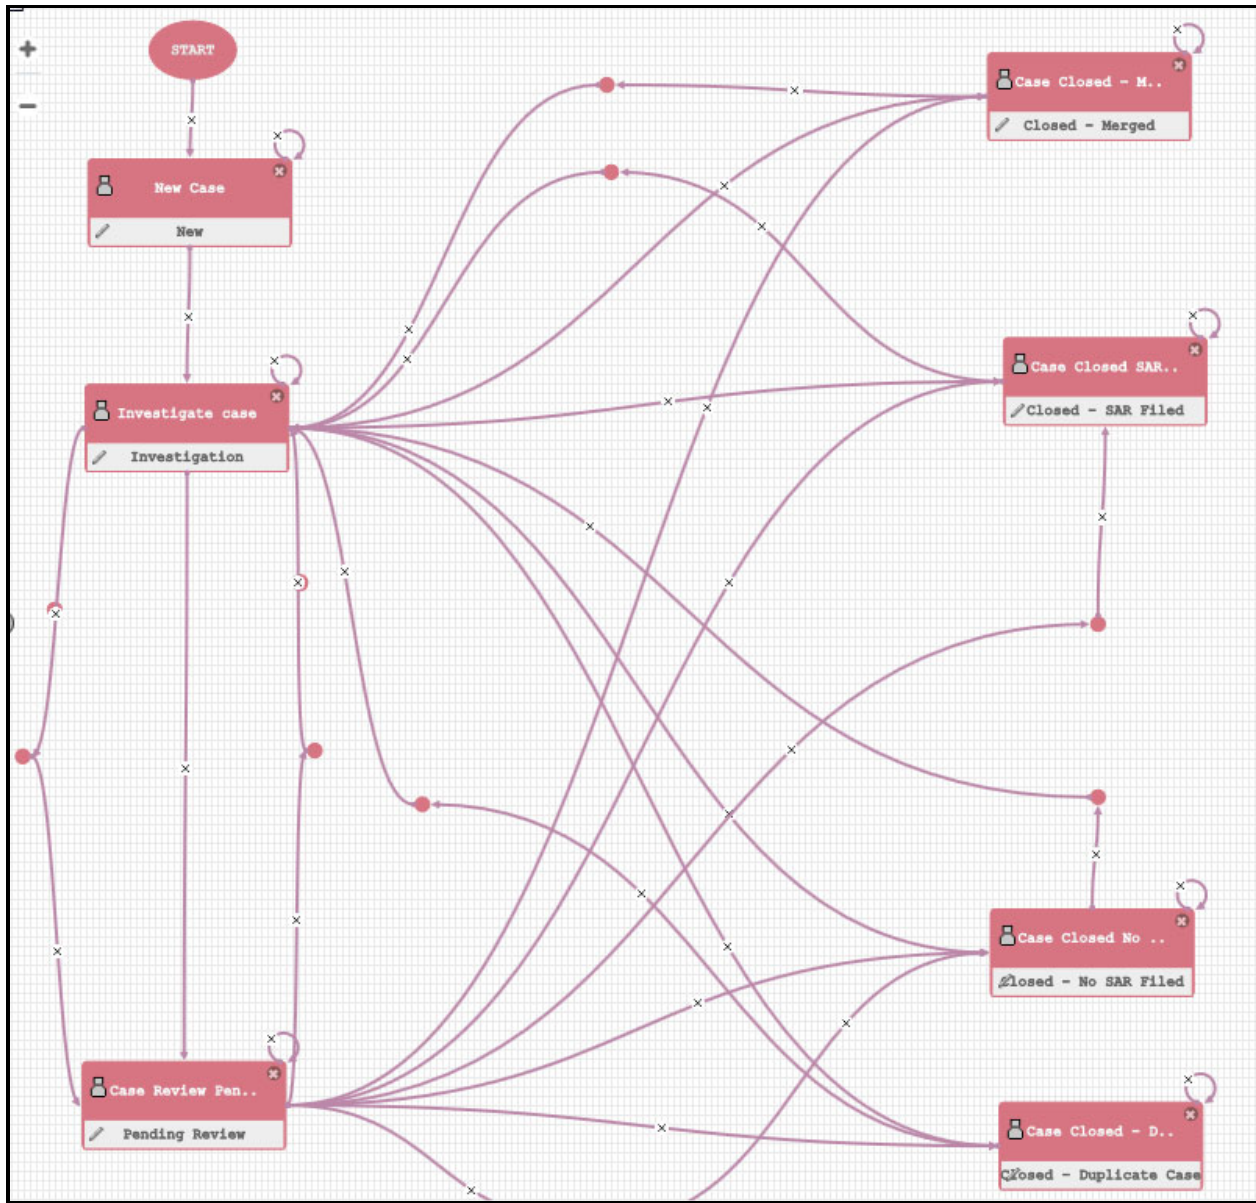 START
Case Closed - M..
Closed - Merged
New Case
New
Case Closed SAR..
Closed - SAR Filed
Investigate case
Investigation
Case Closed No ..
Closed - No SAR Filed
Case Review Pen..
Pending Review
Case Closed - D..
Closed - Duplicate Case